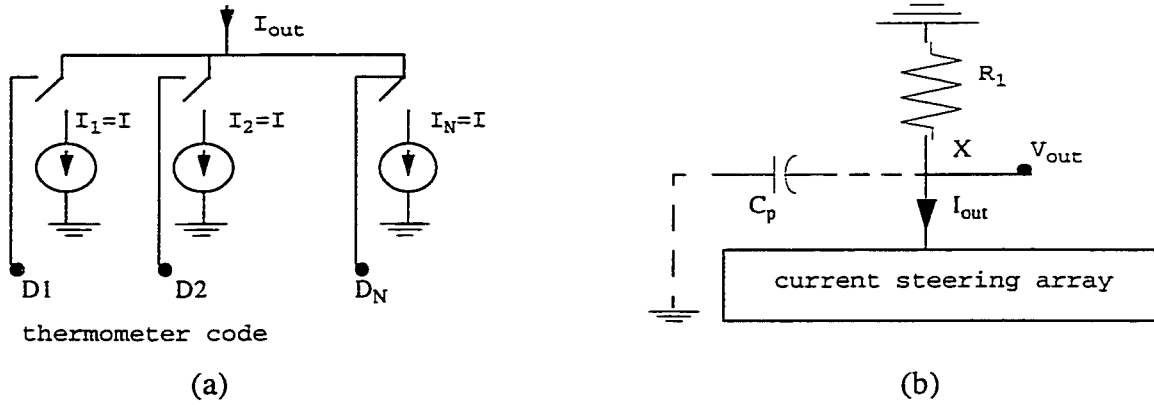 I_out
I_1=I
I_2=I
I_N=I
D1
D2
D_N
thermometer code
(a)
R_1
X
V_out
C_p
I_out
current steering array
(b)